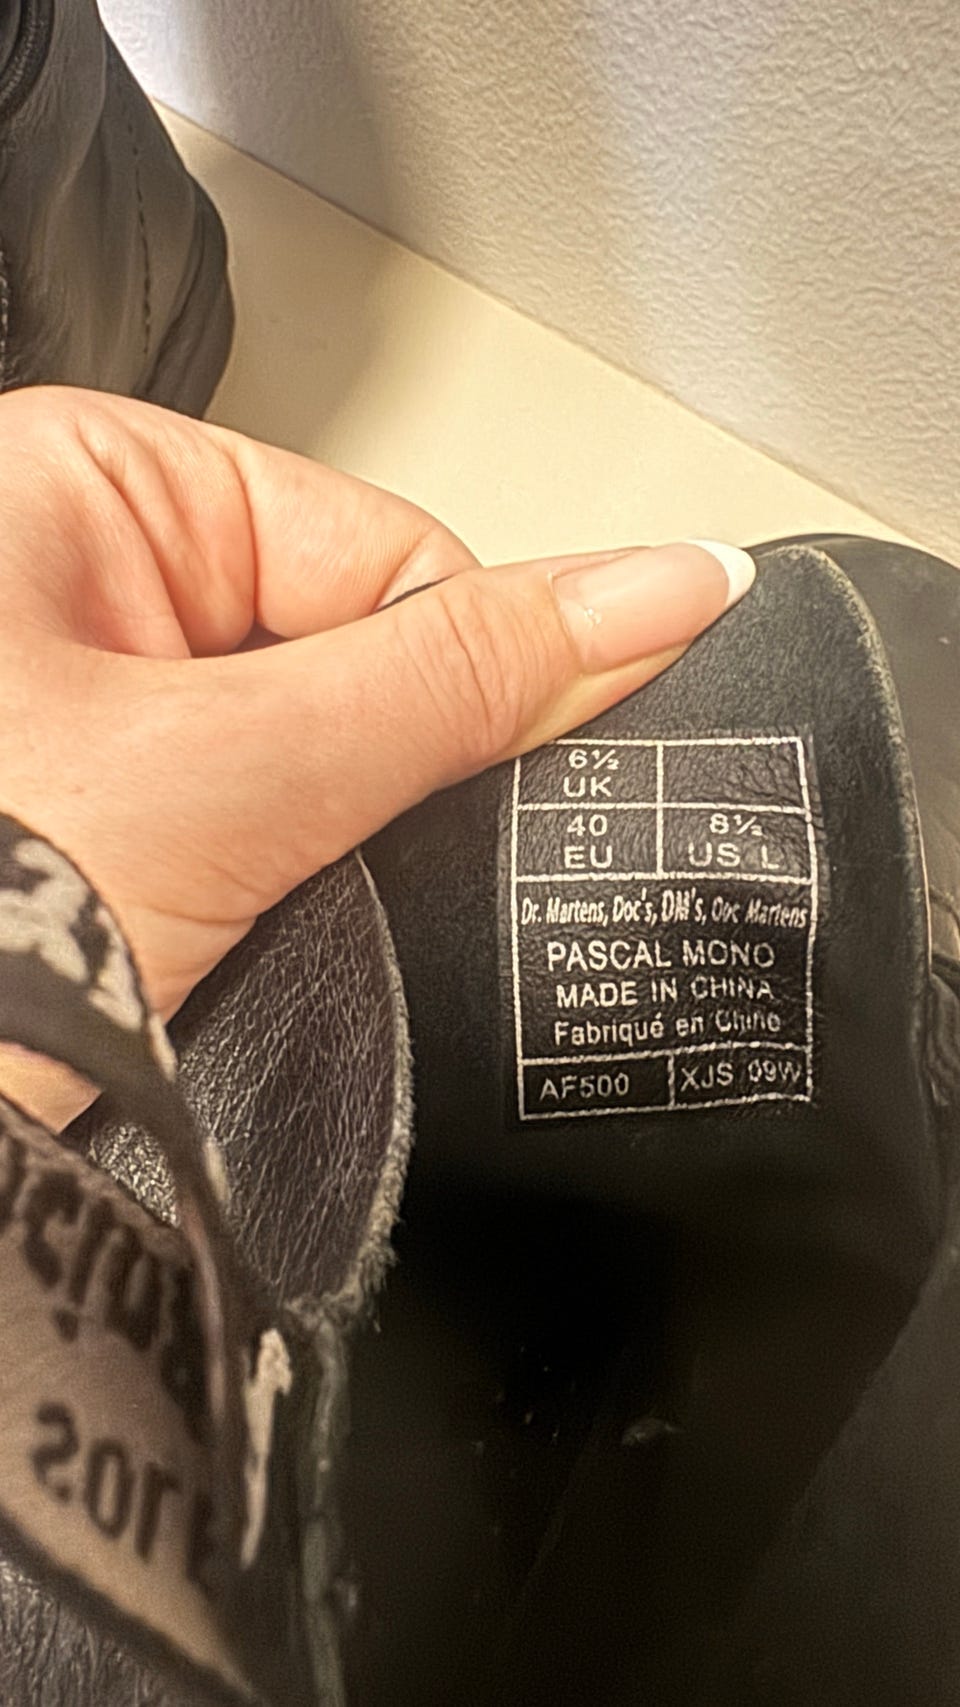 6½
UK
40
EU
8½
US L
Dr. Martens, Doc's, DM's, Doc Martens
PASCAL MONO
MADE IN CHINA
Fabriqué en Chine
AF500
XJS 09W